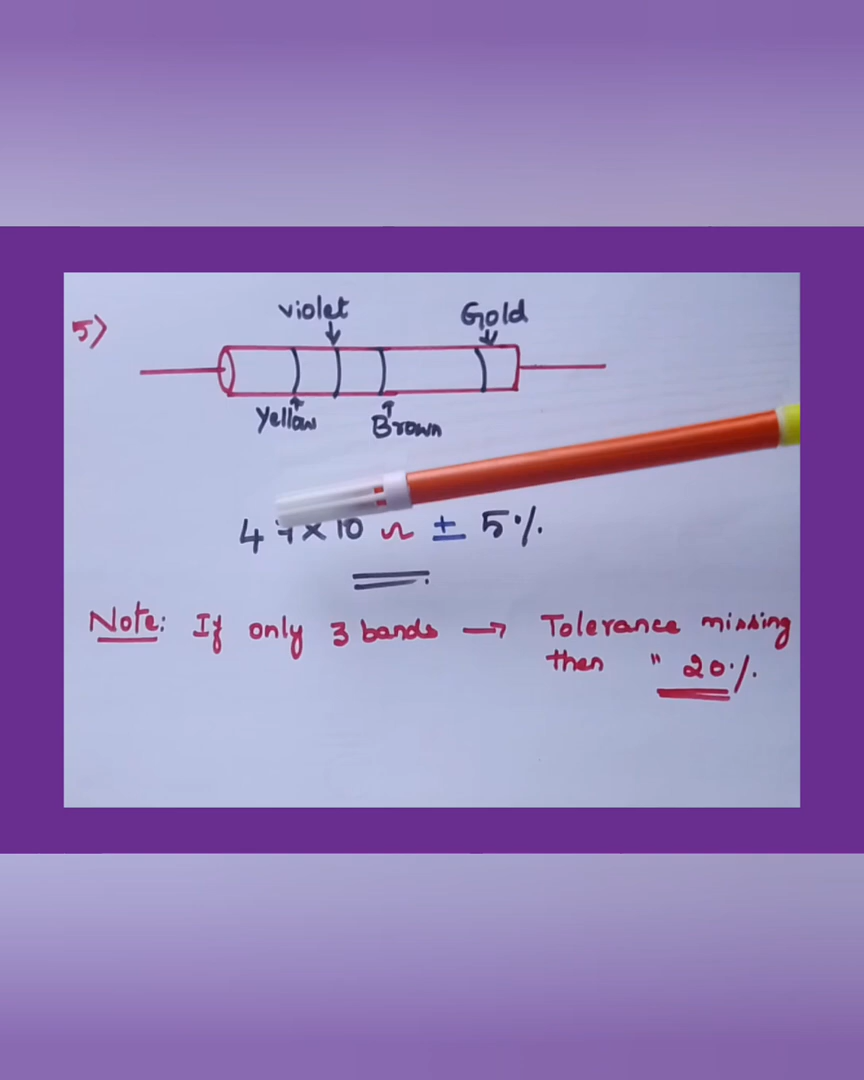 5)
violet
Gold
Yellow
Brown
4 × 10 Ω ± 5%
Note: If only 3 bands → Tolerance missing
then " 20%.